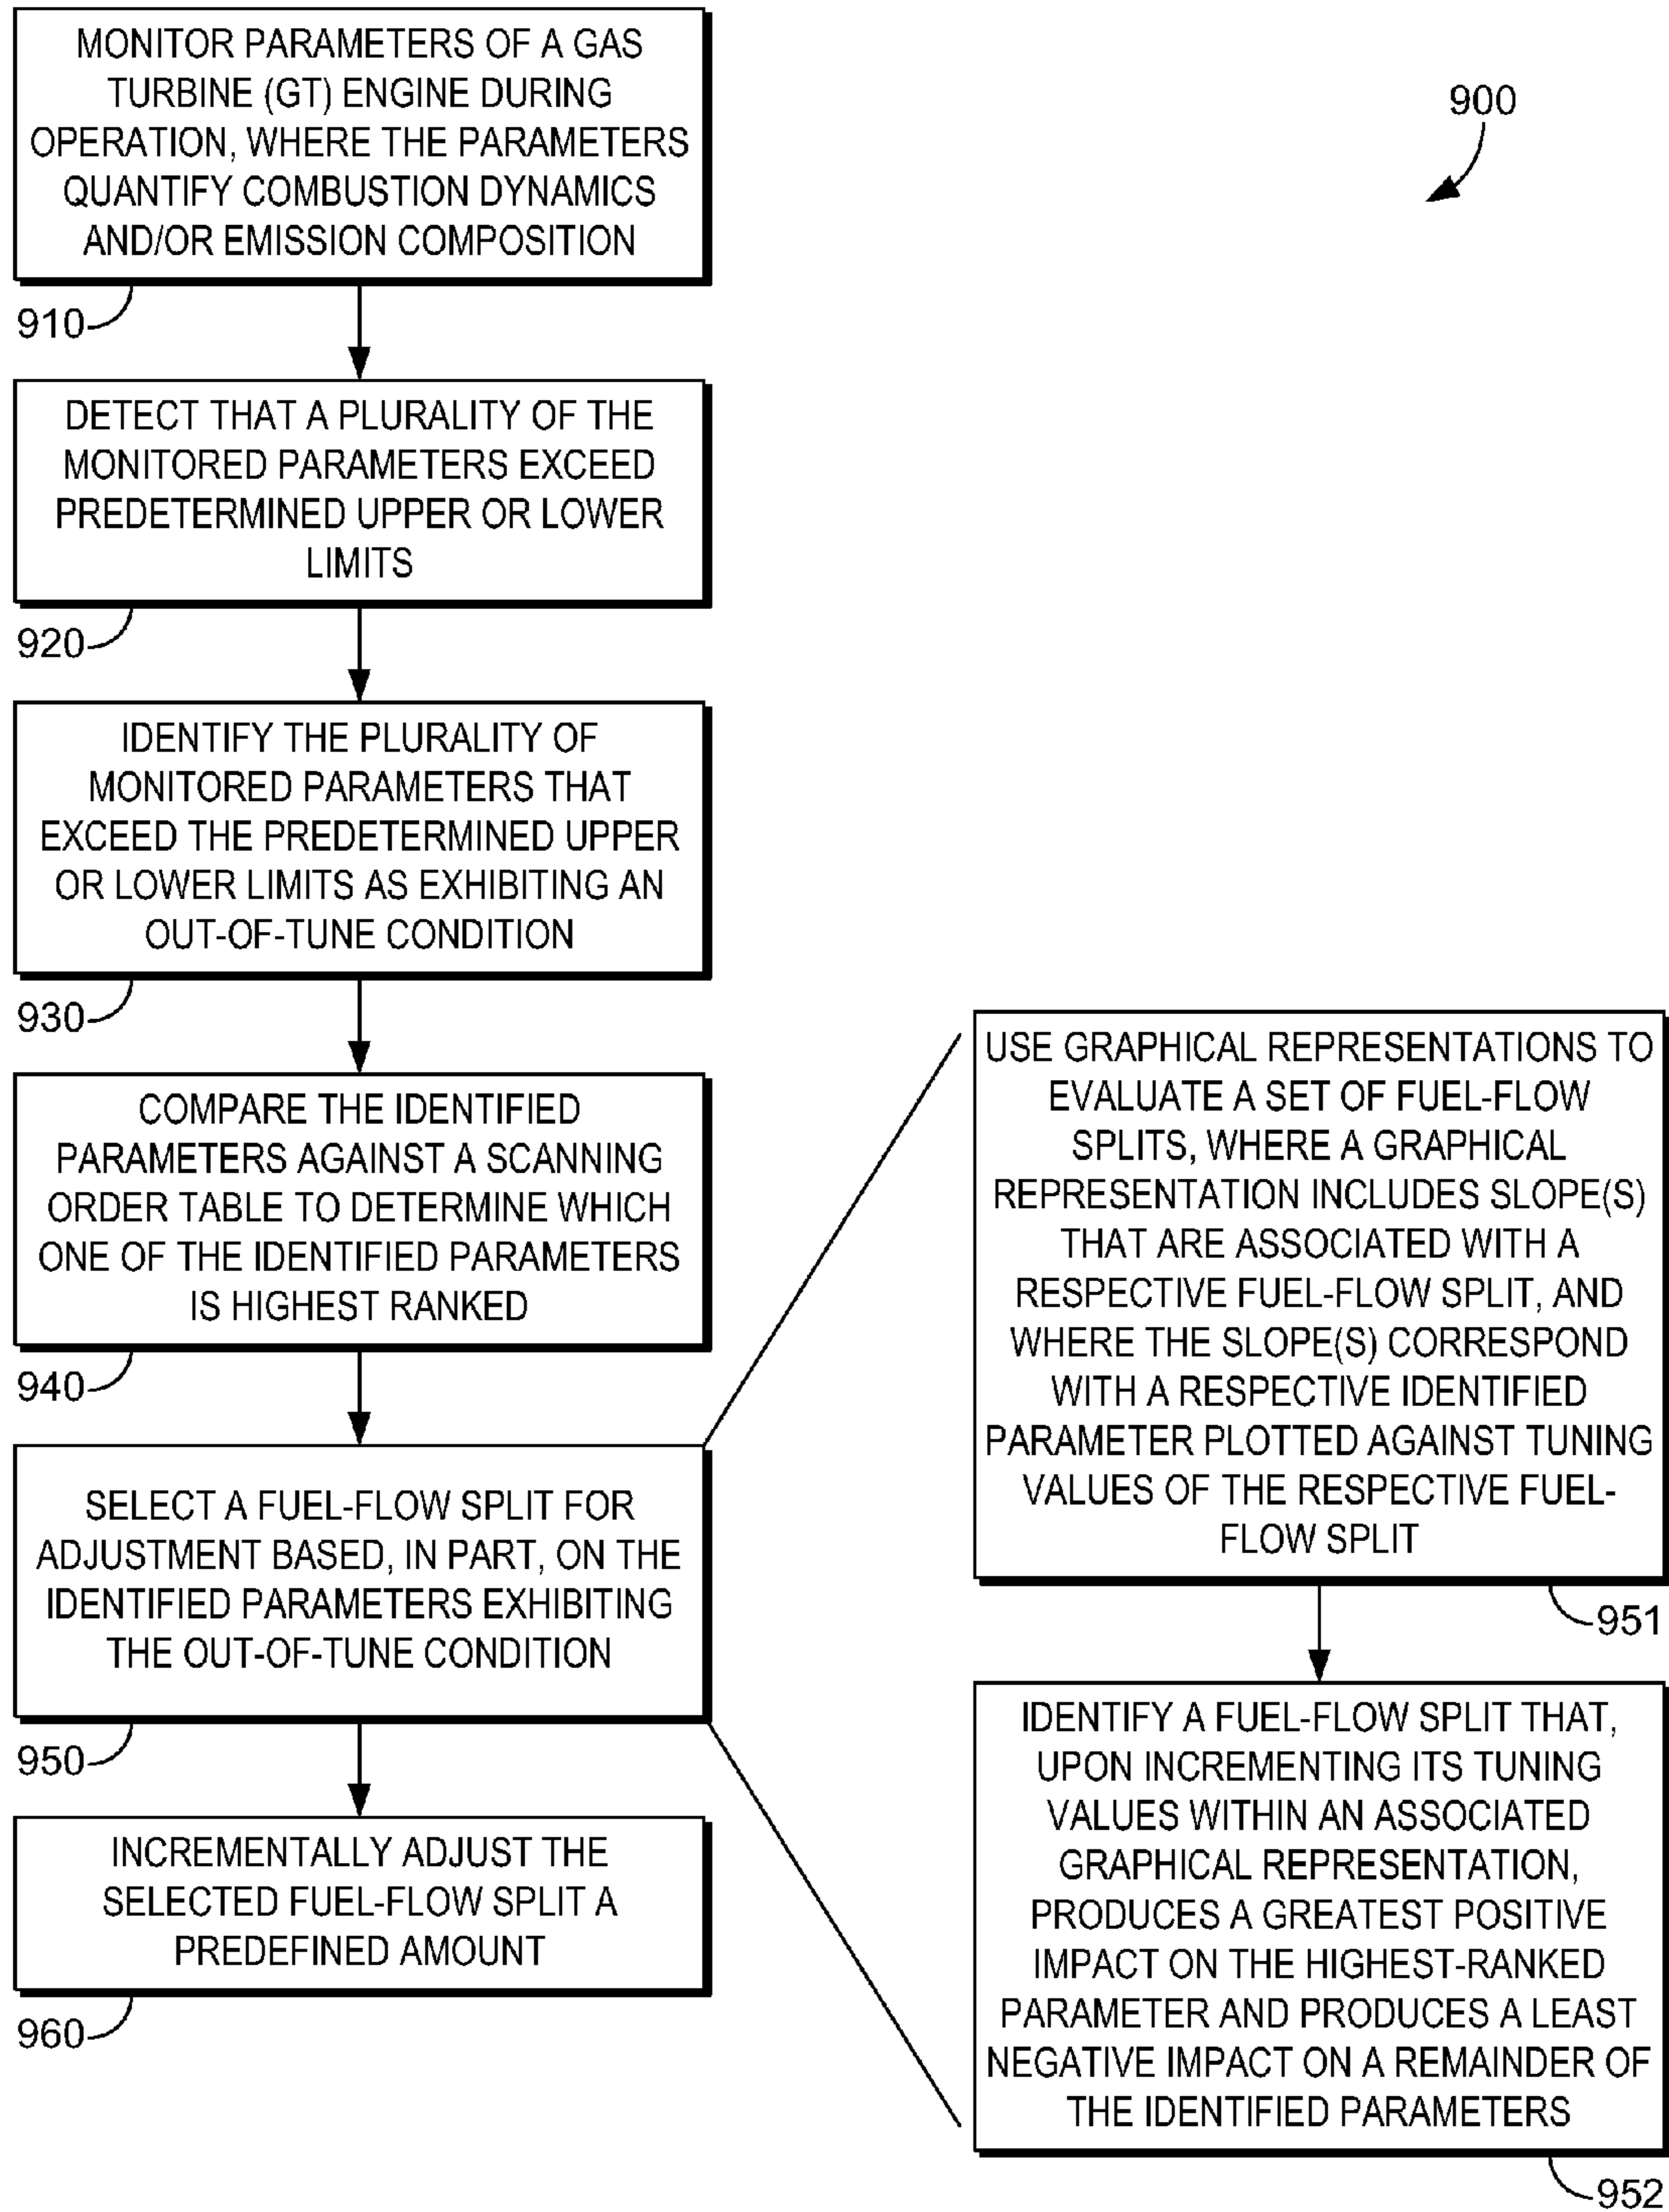 MONITOR PARAMETERS OF A GAS
TURBINE (GT) ENGINE DURING
OPERATION, WHERE THE PARAMETERS
QUANTIFY COMBUSTION DYNAMICS
AND/OR EMISSION COMPOSITION
910
900
DETECT THAT A PLURALITY OF THE
MONITORED PARAMETERS EXCEED
PREDETERMINED UPPER OR LOWER
LIMITS
920
IDENTIFY THE PLURALITY OF
MONITORED PARAMETERS THAT
EXCEED THE PREDETERMINED UPPER
OR LOWER LIMITS AS EXHIBITING AN
OUT-OF-TUNE CONDITION
930
COMPARE THE IDENTIFIED
PARAMETERS AGAINST A SCANNING
ORDER TABLE TO DETERMINE WHICH
ONE OF THE IDENTIFIED PARAMETERS
IS HIGHEST RANKED
940
SELECT A FUEL-FLOW SPLIT FOR
ADJUSTMENT BASED, IN PART, ON THE
IDENTIFIED PARAMETERS EXHIBITING
THE OUT-OF-TUNE CONDITION
950
INCREMENTALLY ADJUST THE
SELECTED FUEL-FLOW SPLIT A
PREDEFINED AMOUNT
960
USE GRAPHICAL REPRESENTATIONS TO
EVALUATE A SET OF FUEL-FLOW
SPLITS, WHERE A GRAPHICAL
REPRESENTATION INCLUDES SLOPE(S)
THAT ARE ASSOCIATED WITH A
RESPECTIVE FUEL-FLOW SPLIT, AND
WHERE THE SLOPE(S) CORRESPOND
WITH A RESPECTIVE IDENTIFIED
PARAMETER PLOTTED AGAINST TUNING
VALUES OF THE RESPECTIVE FUEL-
FLOW SPLIT
951
IDENTIFY A FUEL-FLOW SPLIT THAT,
UPON INCREMENTING ITS TUNING
VALUES WITHIN AN ASSOCIATED
GRAPHICAL REPRESENTATION,
PRODUCES A GREATEST POSITIVE
IMPACT ON THE HIGHEST-RANKED
PARAMETER AND PRODUCES A LEAST
NEGATIVE IMPACT ON A REMAINDER OF
THE IDENTIFIED PARAMETERS
952